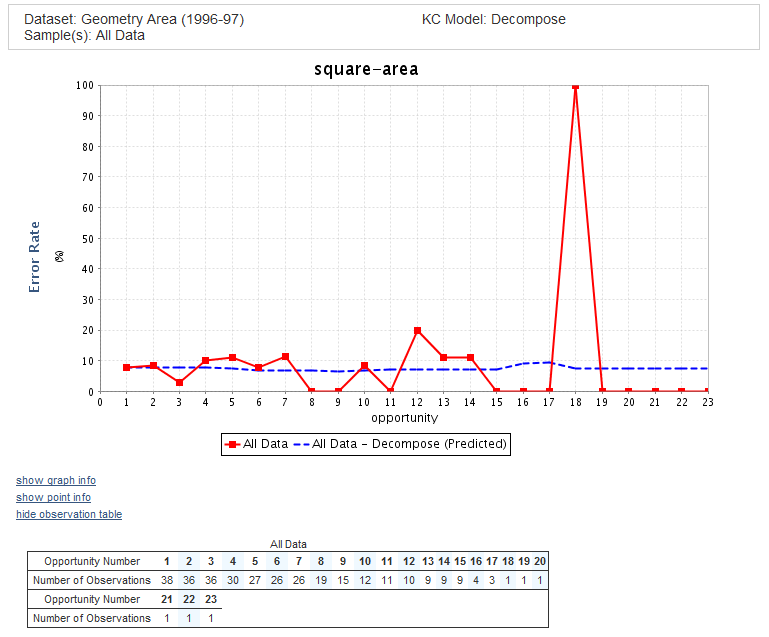 Dataset: Geometry Area (1996-97) KC Model: Decompose
Sample(s): All Data
square-area
100
90
80
70
60
50
40
30
20
10
0
Error Rate
(%)
0 1 2 3 4 5 6 7 8 9 10 11 12 13 14 15 16 17 18 19 20 21 22 23
opportunity
All Data All Data - Decompose (Predicted)
show graph info
show point info
hide observation table
All Data
Opportunity Number 1 2 3 4 5 6 7 8 9 10 11 12 13 14 15 16 17 18 19 20
Number of Observations 38 36 36 30 27 26 26 19 15 12 11 10 9 9 9 4 3 1 1 1
Opportunity Number 21 22 23
Number of Observations 1 1 1